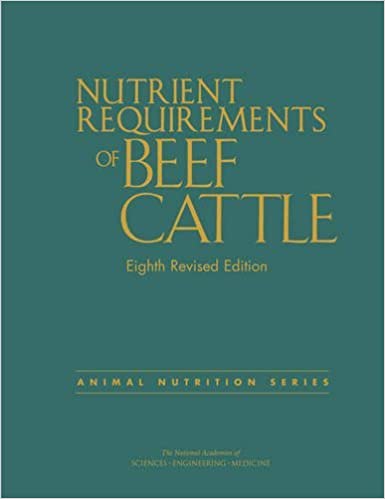 NUTRIENT
REQUIREMENTS
OF BEEF
CATTLE
Eighth Revised Edition
ANIMAL NUTRITION SERIES
The National Academies of
SCIENCES • ENGINEERING • MEDICINE